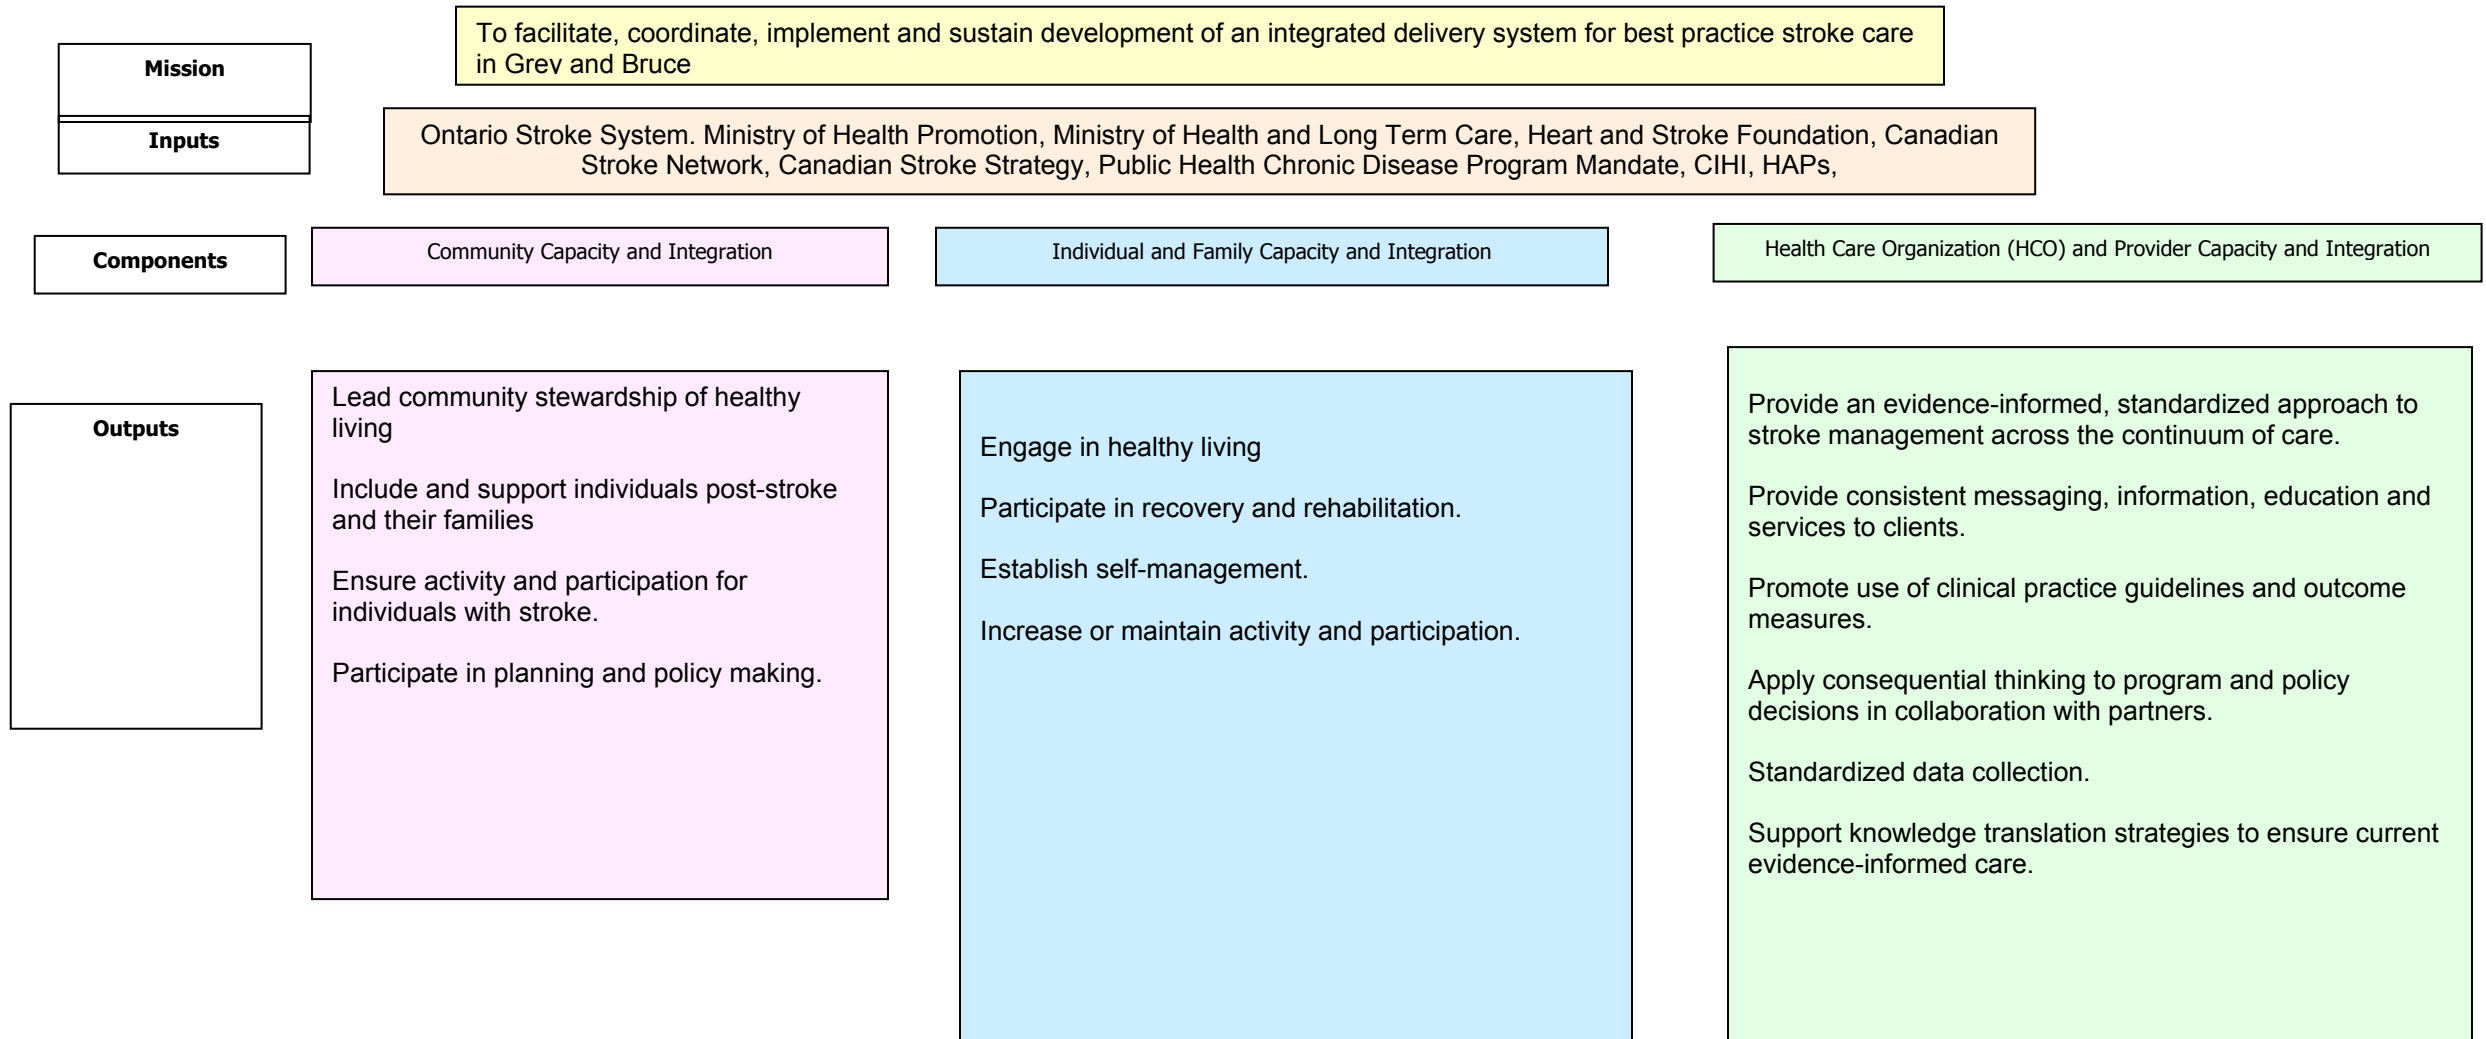 Mission
To facilitate, coordinate, implement and sustain development of an integrated delivery system for best practice stroke care
in Grey and Bruce
Inputs
Ontario Stroke System. Ministry of Health Promotion, Ministry of Health and Long Term Care, Heart and Stroke Foundation, Canadian
Stroke Network, Canadian Stroke Strategy, Public Health Chronic Disease Program Mandate, CIHI, HAPs,
Components
Community Capacity and Integration
Individual and Family Capacity and Integration
Health Care Organization (HCO) and Provider Capacity and Integration
Outputs
Lead community stewardship of healthy
living
Include and support individuals post-stroke
and their families
Ensure activity and participation for
individuals with stroke.
Participate in planning and policy making.
Engage in healthy living
Participate in recovery and rehabilitation.
Establish self-management.
Increase or maintain activity and participation.
Provide an evidence-informed, standardized approach to
stroke management across the continuum of care.
Provide consistent messaging, information, education and
services to clients.
Promote use of clinical practice guidelines and outcome
measures.
Apply consequential thinking to program and policy
decisions in collaboration with partners.
Standardized data collection.
Support knowledge translation strategies to ensure current
evidence-informed care.